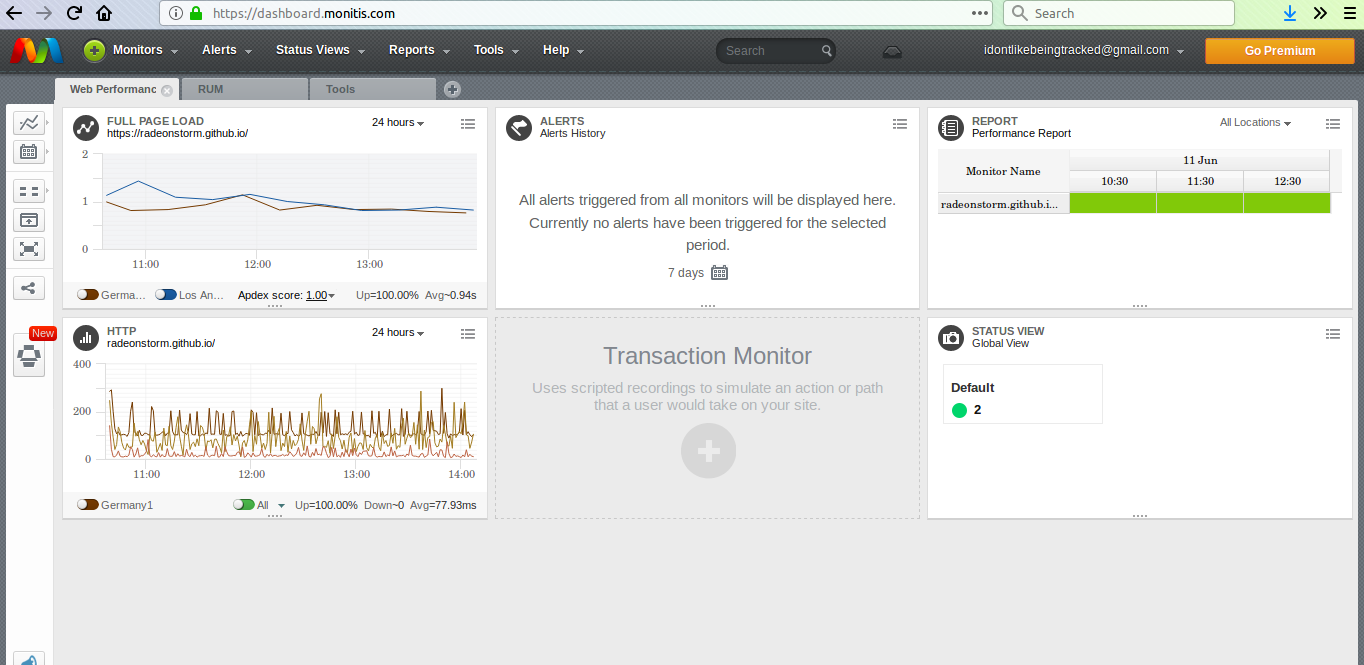 https://dashboard.monitis.com
Search
Monitors Alerts Status Views Reports Tools Help
Search
idontlikebeingtracked@gmail.com
Go Premium
Web Performanc RUM Tools
New
FULL PAGE LOAD
https://radeonstorm.github.io/
24 hours
2
1
0
11:00 12:00 13:00
Germa... Los An... Apdex score: 1.00 Up=100.00% Avg~0.94s
ALERTS
Alerts History
All alerts triggered from all monitors will be displayed here.
Currently no alerts have been triggered for the selected
period.
7 days
REPORT
Performance Report
All Locations
Monitor Name
11 Jun
10:30 11:30 12:30
radeonstorm.github.i...
HTTP
radeonstorm.github.io/
24 hours
400
200
0
11:00 12:00 13:00 14:00
Germany1 All Up=100.00% Down~0 Avg=77.93ms
Transaction Monitor
Uses scripted recordings to simulate an action or path
that a user would take on your site.
STATUS VIEW
Global View
Default
2